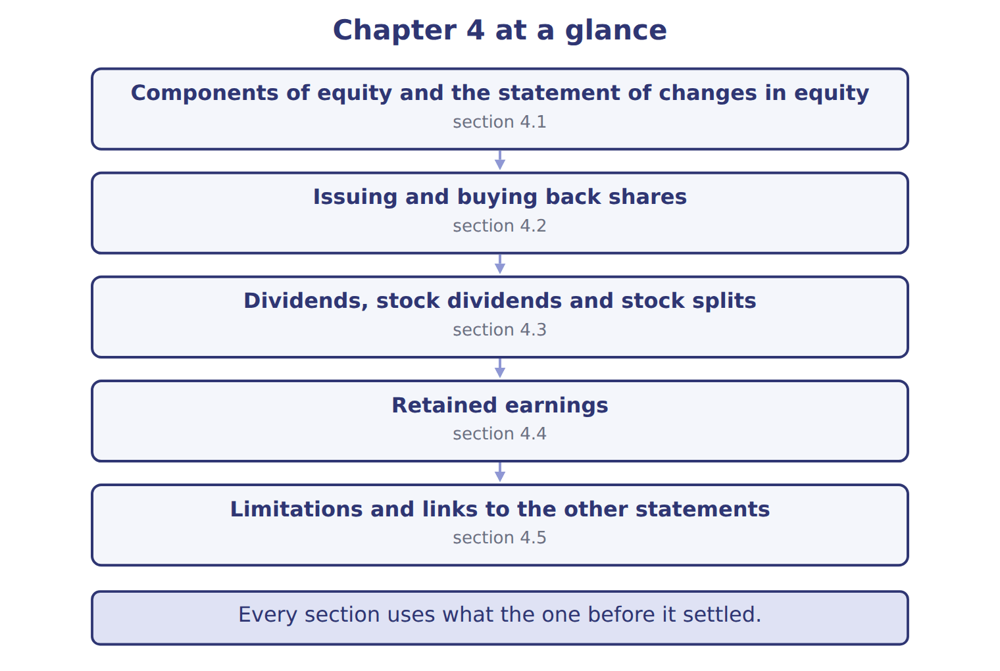 Chapter 4 at a glance
Components of equity and the statement of changes in equity
section 4.1
Issuing and buying back shares
section 4.2
Dividends, stock dividends and stock splits
section 4.3
Retained earnings
section 4.4
Limitations and links to the other statements
section 4.5
Every section uses what the one before it settled.